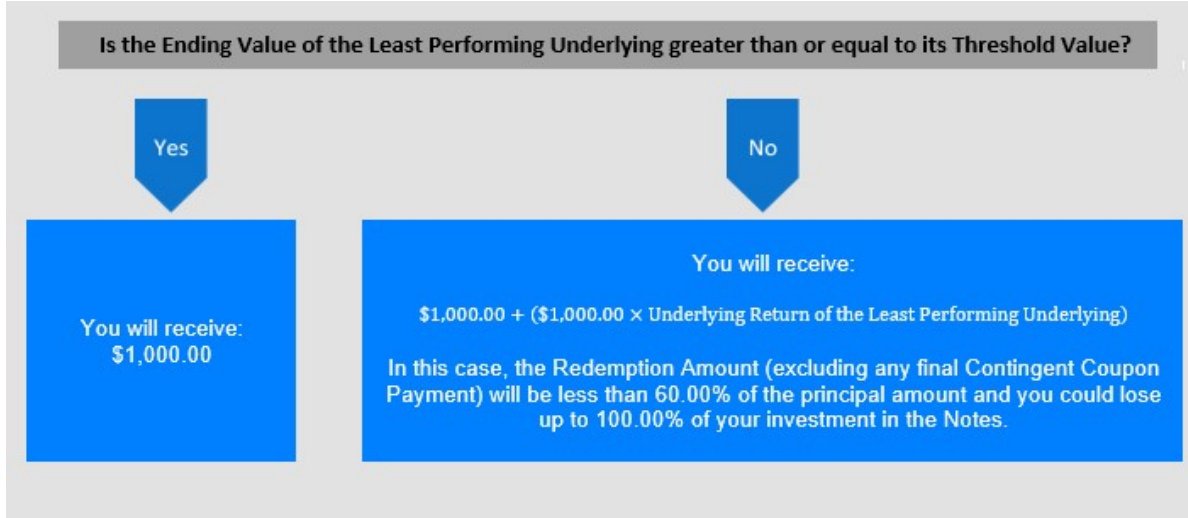 Is the Ending Value of the Least Performing Underlying greater than or equal to its Threshold Value?
Yes
No
You will receive:
$1,000.00
You will receive:
$1,000.00 + ($1,000.00 × Underlying Return of the Least Performing Underlying)
In this case, the Redemption Amount (excluding any final Contingent Coupon
Payment) will be less than 60.00% of the principal amount and you could lose
up to 100.00% of your investment in the Notes.